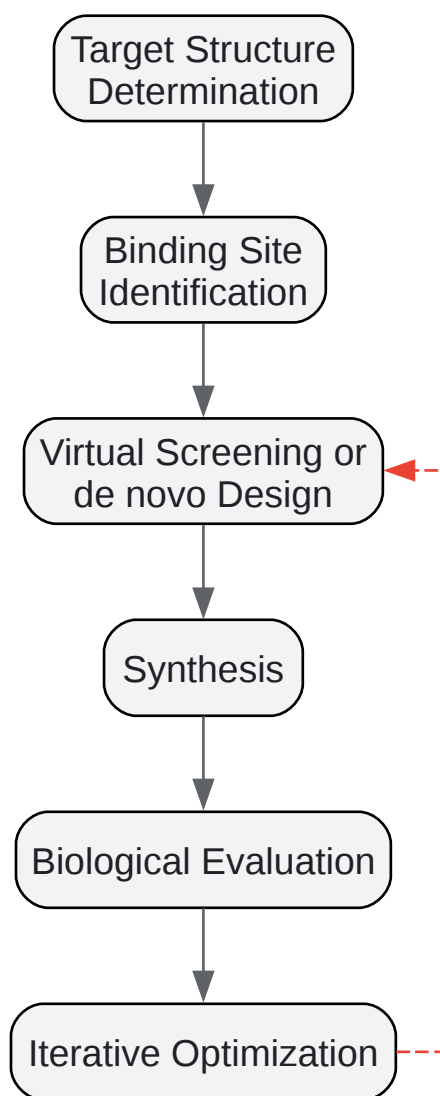 Target Structure
Determination
Binding Site
Identification
Virtual Screening or
de novo Design
Synthesis
Biological Evaluation
Iterative Optimization